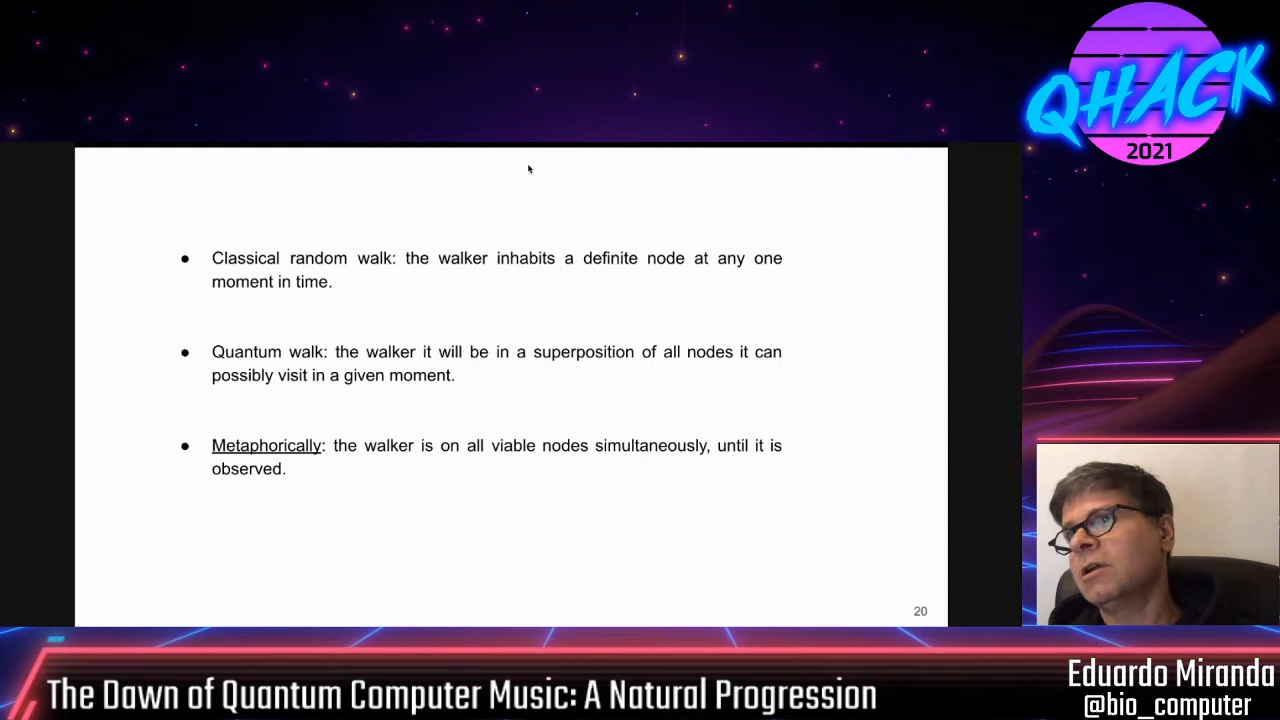 QHACK
2021
● Classical random walk: the walker inhabits a definite node at any one
moment in time.
● Quantum walk: the walker it will be in a superposition of all nodes it can
possibly visit in a given moment.
● Metaphorically: the walker is on all viable nodes simultaneously, until it is
observed.
20
The Dawn of Quantum Computer Music: A Natural Progression
Eduardo Miranda
@bio_computer